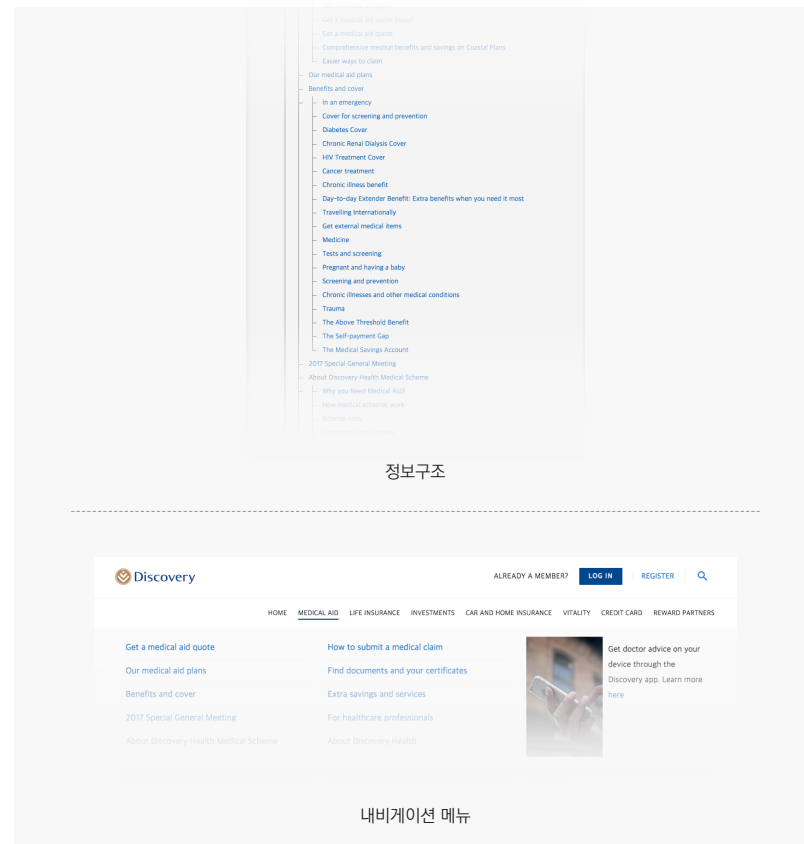 Get a medical aid quote
Comprehensive medical benefits and savings on Coastal Plans
Easier ways to claim
Our medical aid plans
Benefits and cover
In an emergency
Cover for screening and prevention
Diabetes Cover
Chronic Renal Dialysis Cover
HIV Treatment Cover
Cancer treatment
Chronic illness benefit
Day-to-day Extender Benefit: Extra benefits when you need it most
Travelling Internationally
Get external medical items
Medicine
Tests and screening
Pregnant and having a baby
Screening and prevention
Chronic illnesses and other medical conditions
Trauma
The Above Threshold Benefit
The Self-payment Gap
The Medical Savings Account
2017 Special General Meeting
About Discovery Health Medical Scheme
Why you Need Medical Aid?
How medical schemes work
Scheme rules
정보구조
Discovery
ALREADY A MEMBER? LOG IN REGISTER
HOME MEDICAL AID LIFE INSURANCE INVESTMENTS CAR AND HOME INSURANCE VITALITY CREDIT CARD REWARD PARTNERS
Get a medical aid quote
Our medical aid plans
Benefits and cover
2017 Special General Meeting
About Discovery Health Medical Scheme
How to submit a medical claim
Find documents and your certificates
Extra savings and services
For healthcare professionals
About Discovery Health
Get doctor advice on your
device through the
Discovery app. Learn more
here
내비게이션 메뉴